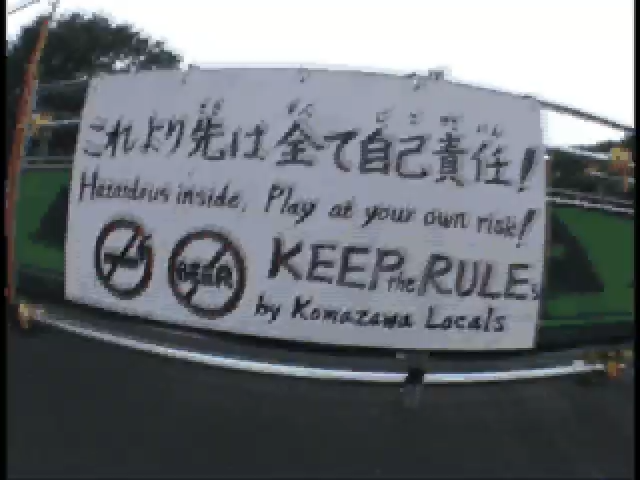 これより先は全て自己責任!
Hazardous inside. Play at your own risk!
BEER
KEEP the RULEs
by Komazawa Locals